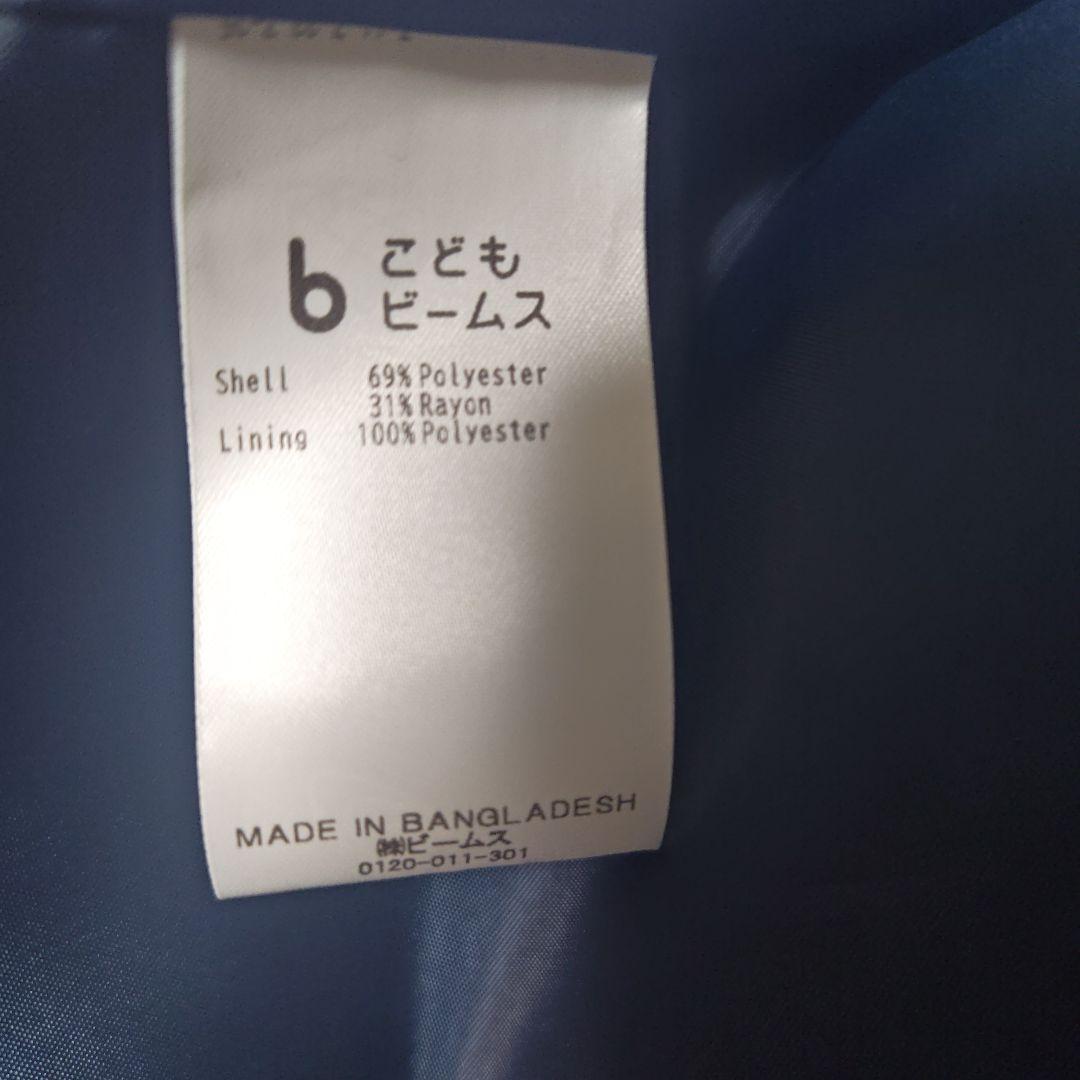 b こども
ビームス
Shell 69% Polyester
31% Rayon
Lining 100% Polyester
MADE IN BANGLADESH
㈱ビームス
0120-011-301